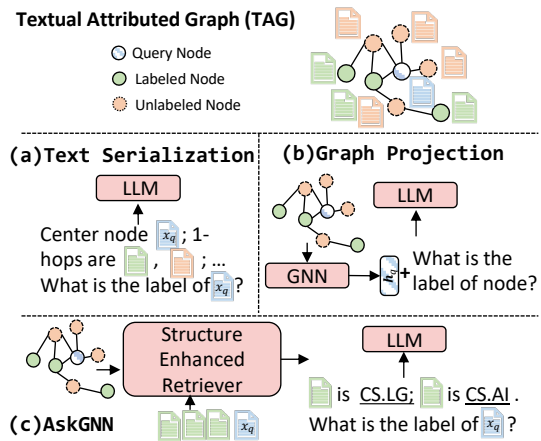 Textual Attributed Graph (TAG)
Query Node
Labeled Node
Unlabeled Node
(a)Text Serialization
LLM
Center node x_q ; 1-
hops are , ; ...
What is the label of x_q ?
(b)Graph Projection
LLM
GNN
h_q +
What is the
label of node?
Structure
Enhanced
Retriever
x_q
LLM
is CS.LG; is CS.AI .
What is the label of x_q ?
(c)AskGNN